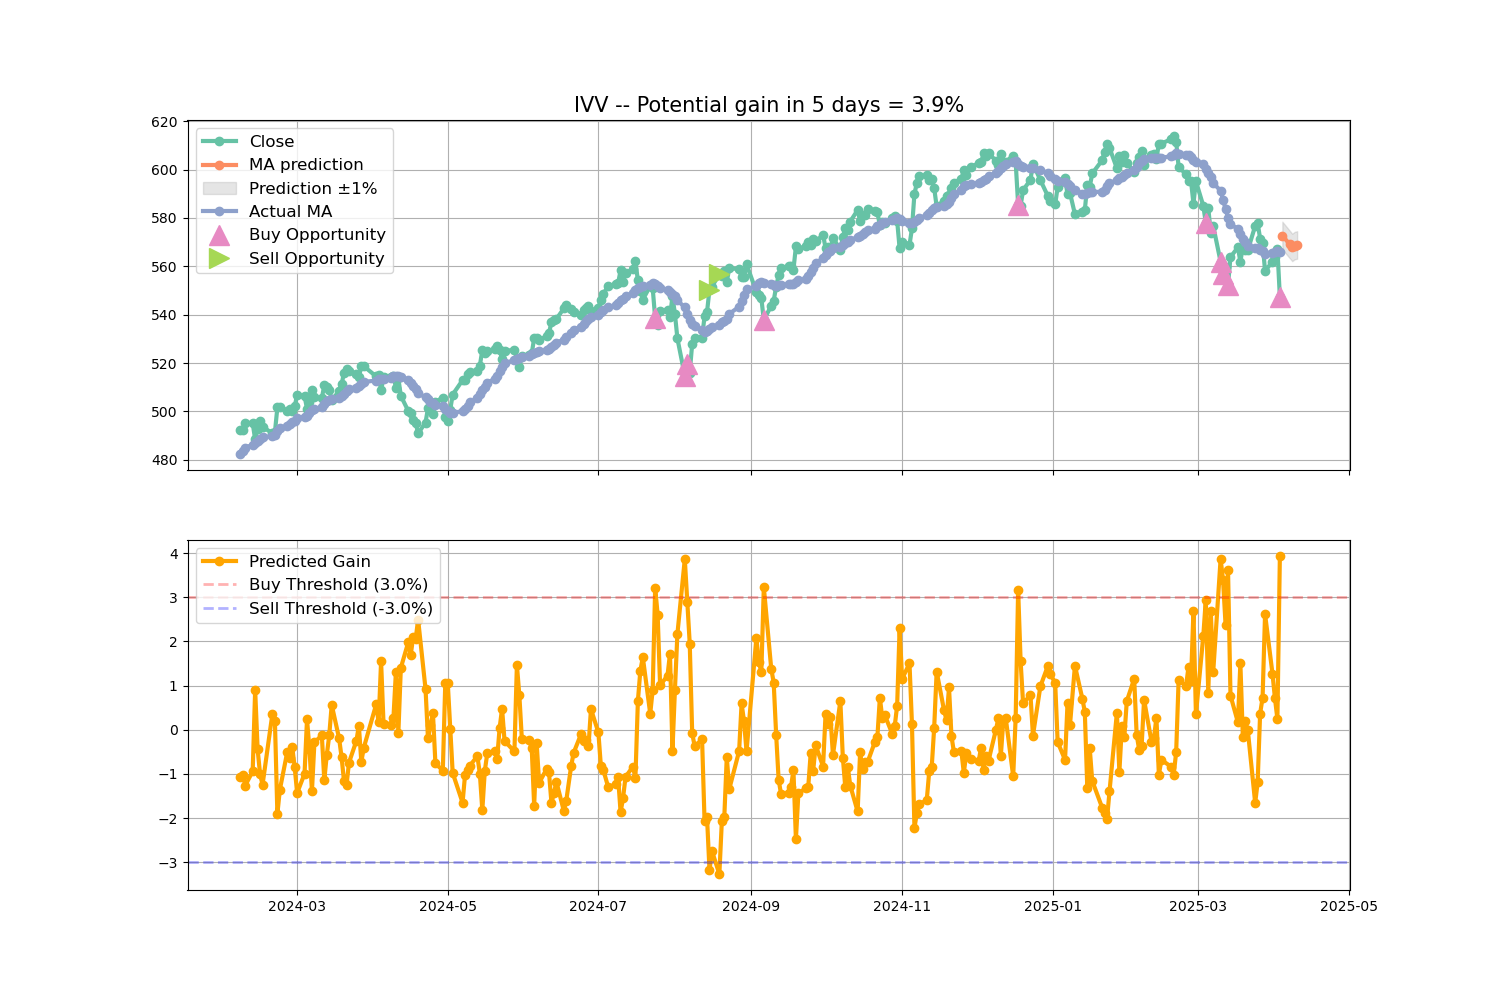 IVV -- Potential gain in 5 days = 3.9%
620
600
580
560
540
520
500
480
Close
MA prediction
Prediction ±1%
Actual MA
Buy Opportunity
Sell Opportunity
4
3
2
1
0
−1
−2
−3
Predicted Gain
Buy Threshold (3.0%)
Sell Threshold (-3.0%)
2024-03
2024-05
2024-07
2024-09
2024-11
2025-01
2025-03
2025-05